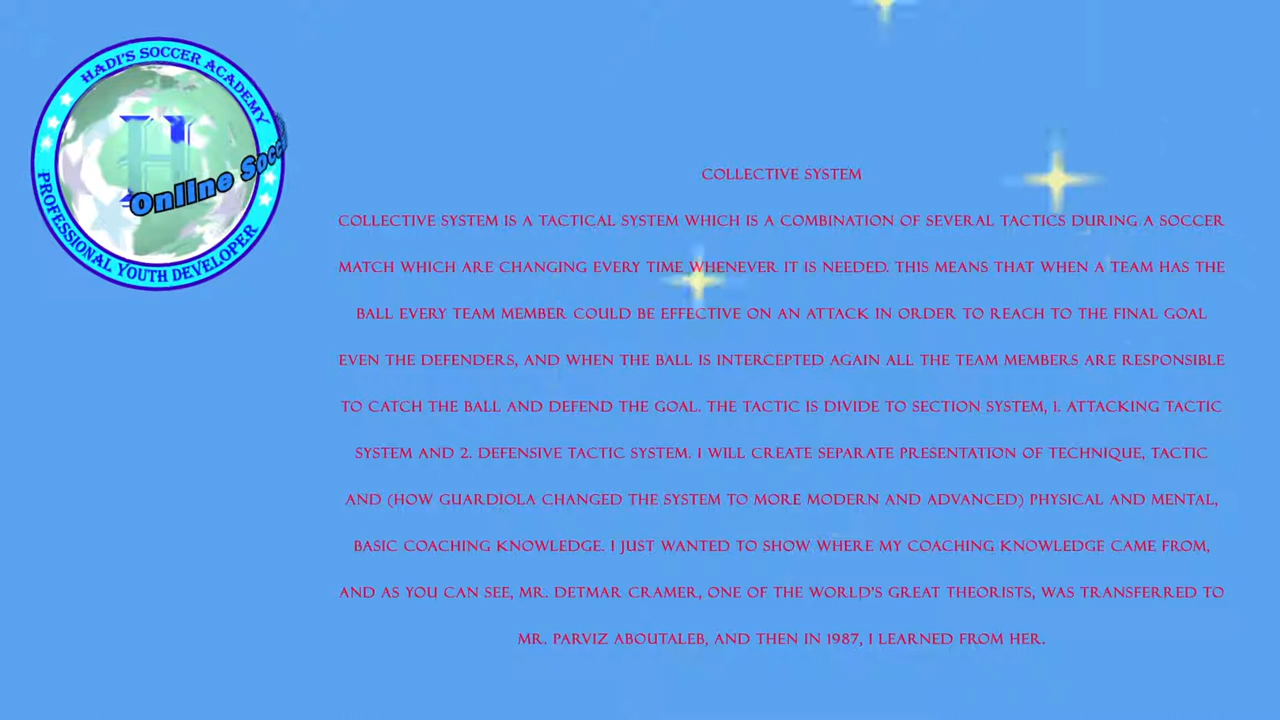 HADI'S SOCCER ACADEMY
Online Socc
PROFESSIONAL YOUTH DEVELOPER
COLLECTIVE SYSTEM
COLLECTIVE SYSTEM IS A TACTICAL SYSTEM WHICH IS A COMBINATION OF SEVERAL TACTICS DURING A SOCCER
MATCH WHICH ARE CHANGING EVERY TIME WHENEVER IT IS NEEDED. THIS MEANS THAT WHEN A TEAM HAS THE
BALL EVERY TEAM MEMBER COULD BE EFFECTIVE ON AN ATTACK IN ORDER TO REACH TO THE FINAL GOAL
EVEN THE DEFENDERS, AND WHEN THE BALL IS INTERCEPTED AGAIN ALL THE TEAM MEMBERS ARE RESPONSIBLE
TO CATCH THE BALL AND DEFEND THE GOAL. THE TACTIC IS DIVIDE TO SECTION SYSTEM, 1. ATTACKING TACTIC
SYSTEM AND 2. DEFENSIVE TACTIC SYSTEM. I WILL CREATE SEPARATE PRESENTATION OF TECHNIQUE, TACTIC
AND (HOW GUARDIOLA CHANGED THE SYSTEM TO MORE MODERN AND ADVANCED) PHYSICAL AND MENTAL,
BASIC COACHING KNOWLEDGE. I JUST WANTED TO SHOW WHERE MY COACHING KNOWLEDGE CAME FROM,
AND AS YOU CAN SEE, MR. DETMAR CRAMER, ONE OF THE WORLD'S GREAT THEORISTS, WAS TRANSFERRED TO
MR. PARVIZ ABOUTALEB, AND THEN IN 1987, I LEARNED FROM HER.